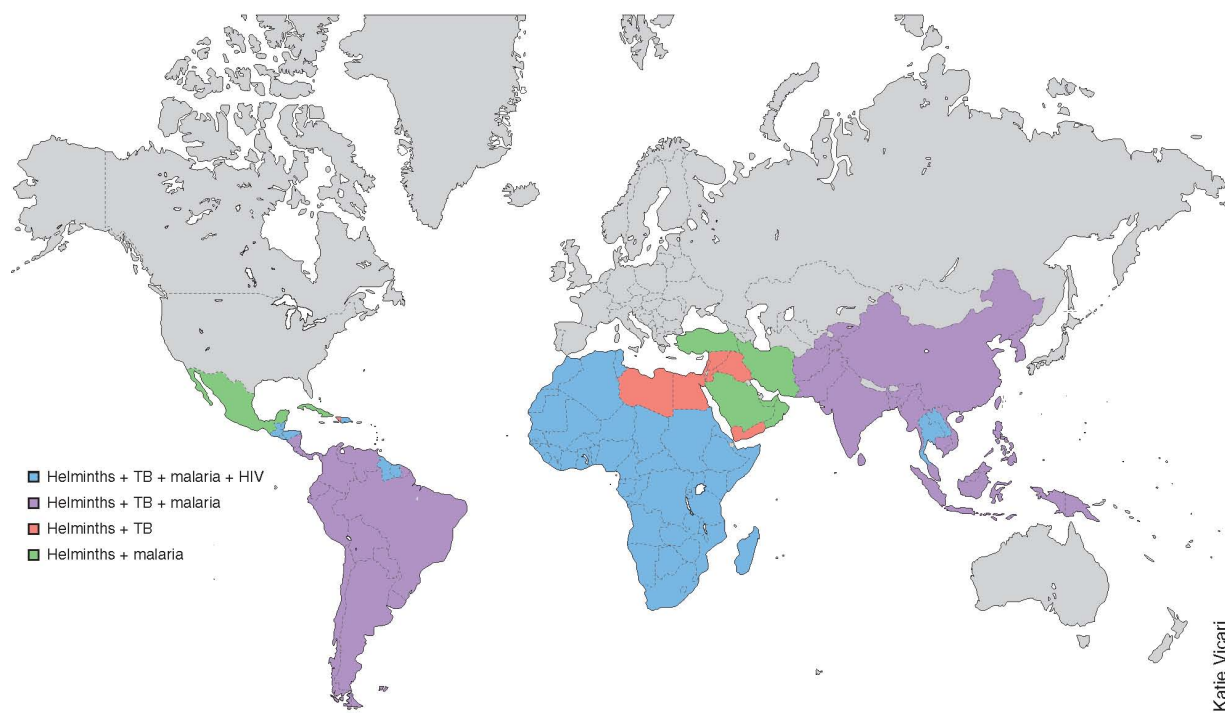 Helminths + TB + malaria + HIV
Helminths + TB + malaria
Helminths + TB
Helminths + malaria
Katie Vicari